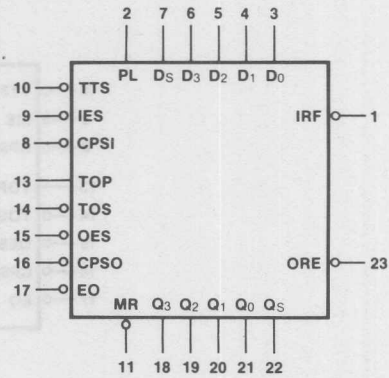 2 7 6 5 4 3
PL DS D3 D2 D1 D0
10 TTS
9 IES IRF 1
8 CPSI
13 TOP
14 TOS
15 OES
16 CPSO ORE 23
17 EO
MR Q3 Q2 Q1 Q0 QS
11 18 19 20 21 22